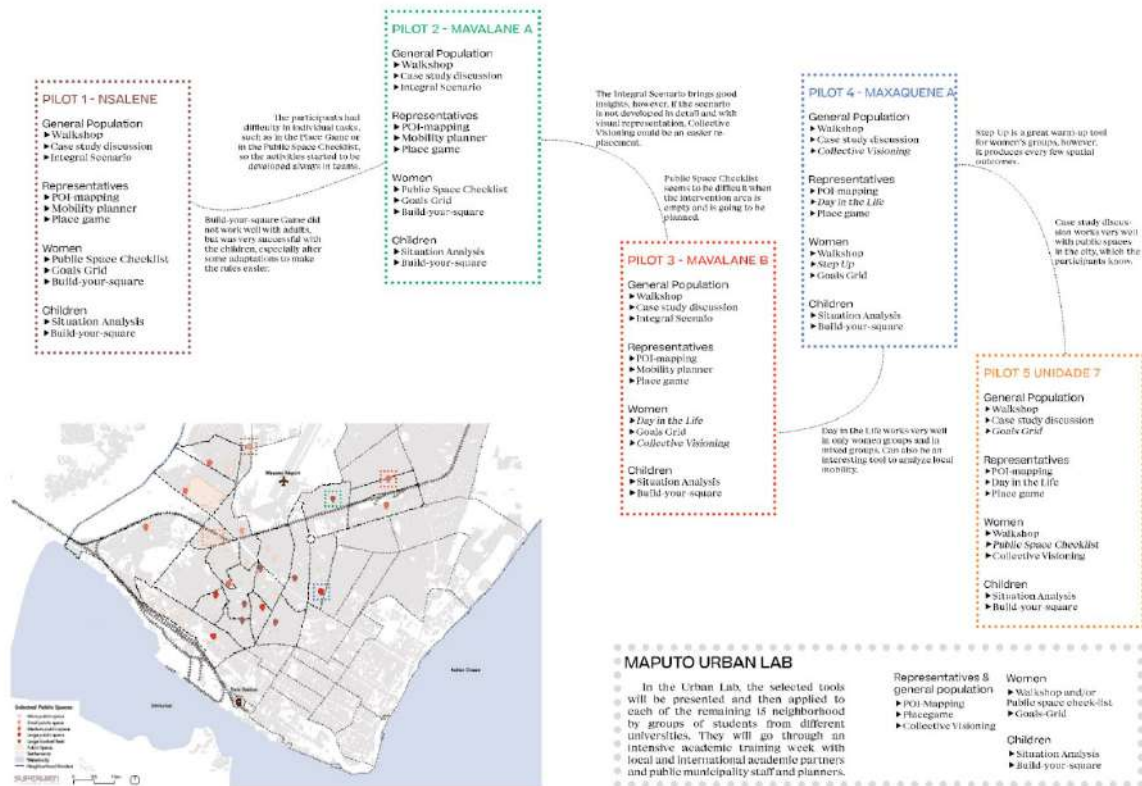 PILOT 1 - NSALENE
General Population
▶Walkshop
▶Case study discussion
▶Integral Scenario
Representatives
▶POI-mapping
▶Mobility planner
▶Place game
Women
▶Public Space Checklist
▶Goals Grid
▶Build-your-square
Children
▶Situation Analysis
▶Build-your-square
The participants had
difficulty in individual tasks,
such as in the Place Game or
in the Public Space Checklist,
so the activities started to be
developed always in teams.
Build-your-square Game did
not work well with adults,
but was very successful with
the children, especially after
some adaptations to make
the rules easier.
PILOT 2 - MAVALANE A
General Population
▶Walkshop
▶Case study discussion
▶Integral Scenario
Representatives
▶POI-mapping
▶Mobility planner
▶Place game
Women
▶Public Space Checklist
▶Goals Grid
▶Build-your-square
Children
▶Situation Analysis
▶Build-your-square
The Integral Scenario brings good
insights, however, if the scenario
is not developed in detail and with
visual representation, Collective
Visioning could be an easier re-
placement.
Public Space Checklist
seems to be difficult when
the intervention area is
empty and is going to be
planned.
PILOT 3 - MAVALANE B
General Population
▶Walkshop
▶Case study discussion
▶Integral Scenaio
Representatives
▶POI-mapping
▶Mobility planner
▶Place game
Women
▶Day in the Life
▶Goals Grid
▶Collective Visioning
Children
▶Situation Analysis
▶Build-your-square
PILOT 4 - MAXAQUENE A
General Population
▶Walkshop
▶Case study discussion
▶Collective Visioning
Representatives
▶POI-mapping
▶Day in the Life
▶Place game
Women
▶Walkshop
▶Step Up
▶Goals Grid
Children
▶Situation Analysis
▶Build-your-square
Day in the Life works very well
in only women groups and in
mixed groups. Can also be an
interesting tool to analyze local
mobility.
Step Up is a great warm-up tool
for women's groups, however,
it produces every few spatial
outcomes.
Case study discus-
sion works very well
with public spaces
in the city, which the
participants know.
PILOT 5 UNIDADE 7
General Population
▶Walkshop
▶Case study discussion
▶Goals Grid
Representatives
▶POI-mapping
▶Day in the Life
▶Place game
Women
▶Walkshop
▶Public Space Checklist
▶Collective Visioning
Children
▶Situation Analysis
▶Build-your-square
Selected Public Spaces
MAPUTO URBAN LAB
In the Urban Lab, the selected tools
will be presented and then applied to
each of the remaining 15 neighborhood
by groups of students from different
universities. They will go through an
intensive academic training week with
local and international academic partners
and public municipality staff and planners.
Representatives &
general population
▶POI-Mapping
▶Placegame
▶Collective Visioning
Women
▶Walkshop and/or
Public space check-list
▶Goals-Grid
Children
▶Situation Analysis
▶Build-your-square